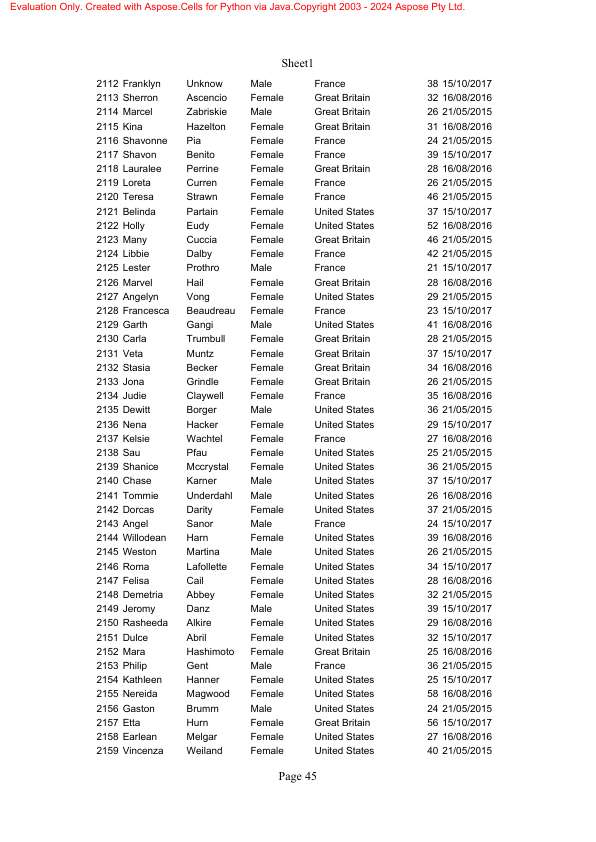 Evaluation Only. Created with Aspose.Cells for Python via Java.Copyright 2003 - 2024 Aspose Pty Ltd.
Sheet1
2112 Franklyn Unknow Male France 38 15/10/2017
2113 Sherron Ascencio Female Great Britain 32 16/08/2016
2114 Marcel Zabriskie Male Great Britain 26 21/05/2015
2115 Kina Hazelton Female Great Britain 31 16/08/2016
2116 Shavonne Pia Female France 24 21/05/2015
2117 Shavon Benito Female France 39 15/10/2017
2118 Lauralee Perrine Female Great Britain 28 16/08/2016
2119 Loreta Curren Female France 26 21/05/2015
2120 Teresa Strawn Female France 46 21/05/2015
2121 Belinda Partain Female United States 37 15/10/2017
2122 Holly Eudy Female United States 52 16/08/2016
2123 Many Cuccia Female Great Britain 46 21/05/2015
2124 Libbie Dalby Female France 42 21/05/2015
2125 Lester Prothro Male France 21 15/10/2017
2126 Marvel Hail Female Great Britain 28 16/08/2016
2127 Angelyn Vong Female United States 29 21/05/2015
2128 Francesca Beaudreau Female France 23 15/10/2017
2129 Garth Gangi Male United States 41 16/08/2016
2130 Carla Trumbull Female Great Britain 28 21/05/2015
2131 Veta Muntz Female Great Britain 37 15/10/2017
2132 Stasia Becker Female Great Britain 34 16/08/2016
2133 Jona Grindle Female Great Britain 26 21/05/2015
2134 Judie Claywell Female France 35 16/08/2016
2135 Dewitt Borger Male United States 36 21/05/2015
2136 Nena Hacker Female United States 29 15/10/2017
2137 Kelsie Wachtel Female France 27 16/08/2016
2138 Sau Pfau Female United States 25 21/05/2015
2139 Shanice Mccrystal Female United States 36 21/05/2015
2140 Chase Karner Male United States 37 15/10/2017
2141 Tommie Underdahl Male United States 26 16/08/2016
2142 Dorcas Darity Female United States 37 21/05/2015
2143 Angel Sanor Male France 24 15/10/2017
2144 Willodean Harn Female United States 39 16/08/2016
2145 Weston Martina Male United States 26 21/05/2015
2146 Roma Lafollette Female United States 34 15/10/2017
2147 Felisa Cail Female United States 28 16/08/2016
2148 Demetria Abbey Female United States 32 21/05/2015
2149 Jeromy Danz Male United States 39 15/10/2017
2150 Rasheeda Alkire Female United States 29 16/08/2016
2151 Dulce Abril Female United States 32 15/10/2017
2152 Mara Hashimoto Female Great Britain 25 16/08/2016
2153 Philip Gent Male France 36 21/05/2015
2154 Kathleen Hanner Female United States 25 15/10/2017
2155 Nereida Magwood Female United States 58 16/08/2016
2156 Gaston Brumm Male United States 24 21/05/2015
2157 Etta Hurn Female Great Britain 56 15/10/2017
2158 Earlean Melgar Female United States 27 16/08/2016
2159 Vincenza Weiland Female United States 40 21/05/2015
Page 45